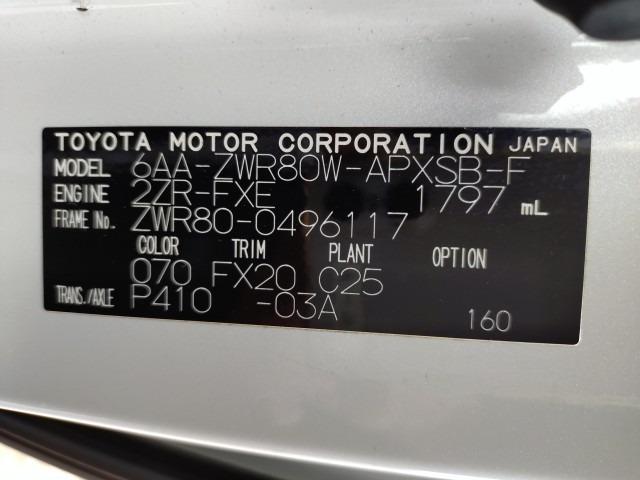 TOYOTA MOTOR CORPORATION JAPAN
MODEL 6AA-ZWR80W-APXSB-F
ENGINE 2ZR-FXE 1797 mL
FRAME No. ZWR80-0496117
COLOR TRIM PLANT OPTION
070 FX20 C25
TRANS./AXLE P410 -03A
160